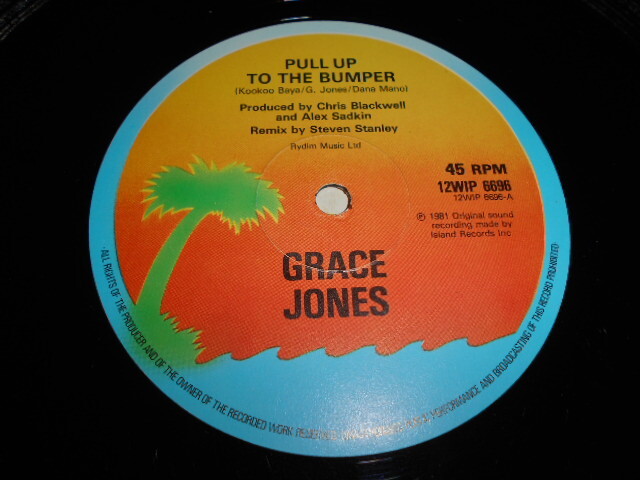 PULL UP
TO THE BUMPER
(Kookoo Baya/G. Jones/Dana Mano)
Produced by Chris Blackwell
and Alex Sadkin
Remix by Steven Stanley
Rydim Music Ltd
45 RPM
12WIP 6696
12WIP 6696-A
℗ 1981 Original sound
recording made by
Island Records Inc
GRACE
JONES
ALL RIGHTS OF THE PRODUCER AND OF THE OWNER OF THE RECORDED WORK PERFORMANCE AND BROADCASTING OF THIS RECORD PROHIBITED